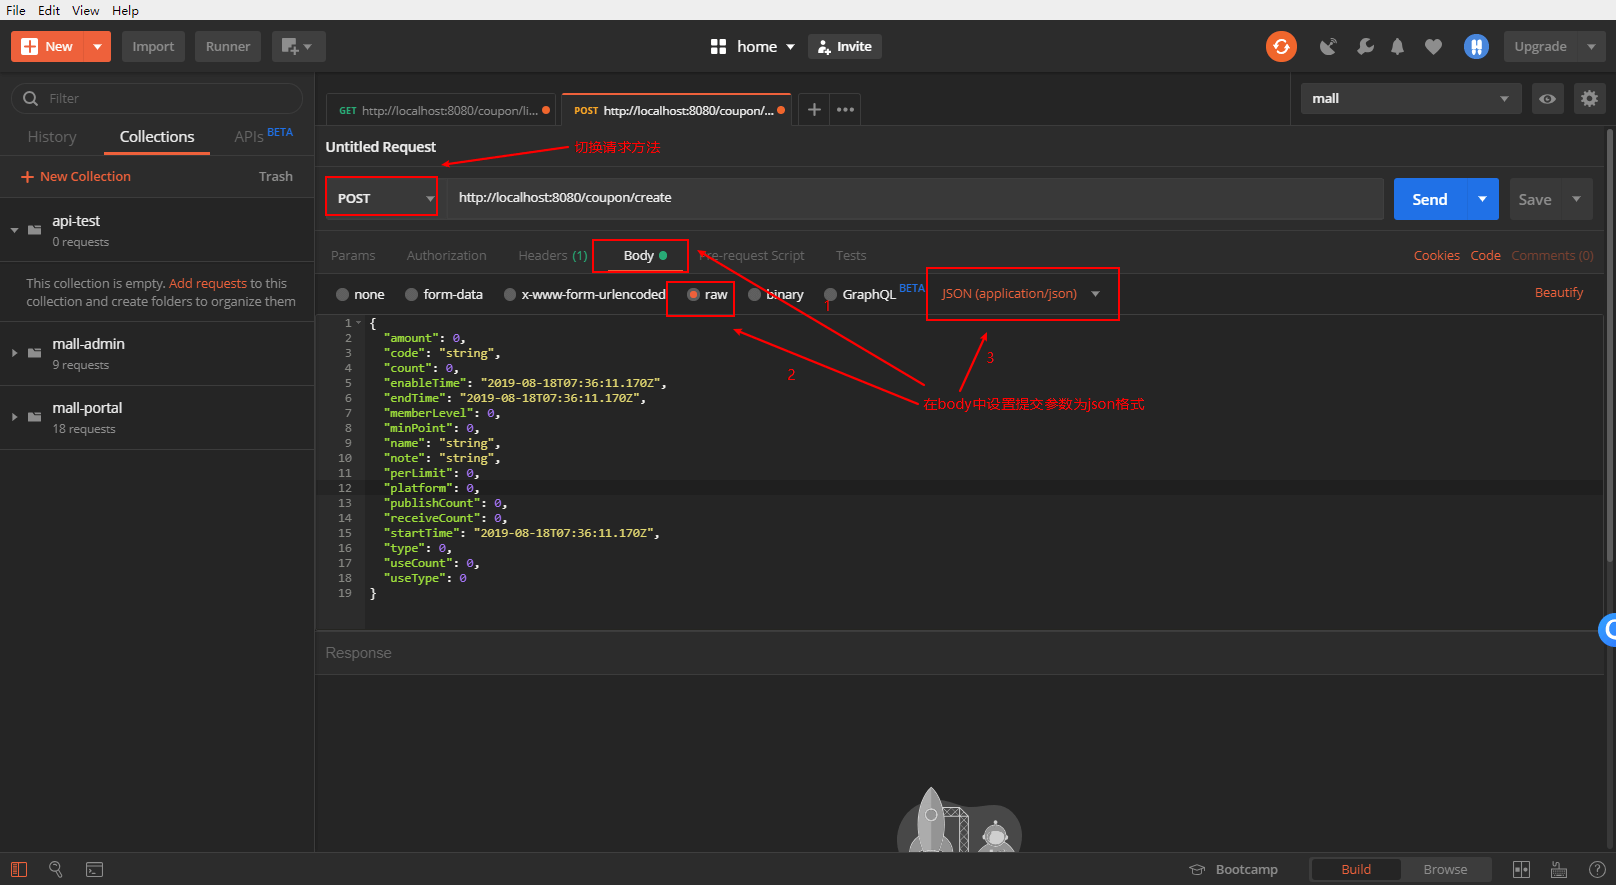 File Edit View Help
New Import Runner home Invite Upgrade
Filter
GET http://localhost:8080/coupon/li... POST http://localhost:8080/coupon/... mall
History Collections APIs BETA
Untitled Request 切换请求方法
New Collection Trash
POST http://localhost:8080/coupon/create Send Save
api-test
0 requests
Params Authorization Headers (1) Body Pre-request Script Tests Cookies Code Comments (0)
This collection is empty. Add requests to this
collection and create folders to organize them
none form-data x-www-form-urlencoded raw binary GraphQL BETA JSON (application/json) Beautify
1
2
3
在body中设置提交参数为json格式
mall-admin
9 requests
mall-portal
18 requests
1 {
2 "amount": 0,
3 "code": "string",
4 "count": 0,
5 "enableTime": "2019-08-18T07:36:11.170Z",
6 "endTime": "2019-08-18T07:36:11.170Z",
7 "memberLevel": 0,
8 "minPoint": 0,
9 "name": "string",
10 "note": "string",
11 "perLimit": 0,
12 "platform": 0,
13 "publishCount": 0,
14 "receiveCount": 0,
15 "startTime": "2019-08-18T07:36:11.170Z",
16 "type": 0,
17 "useCount": 0,
18 "useType": 0
19 }
Response
Bootcamp Build Browse